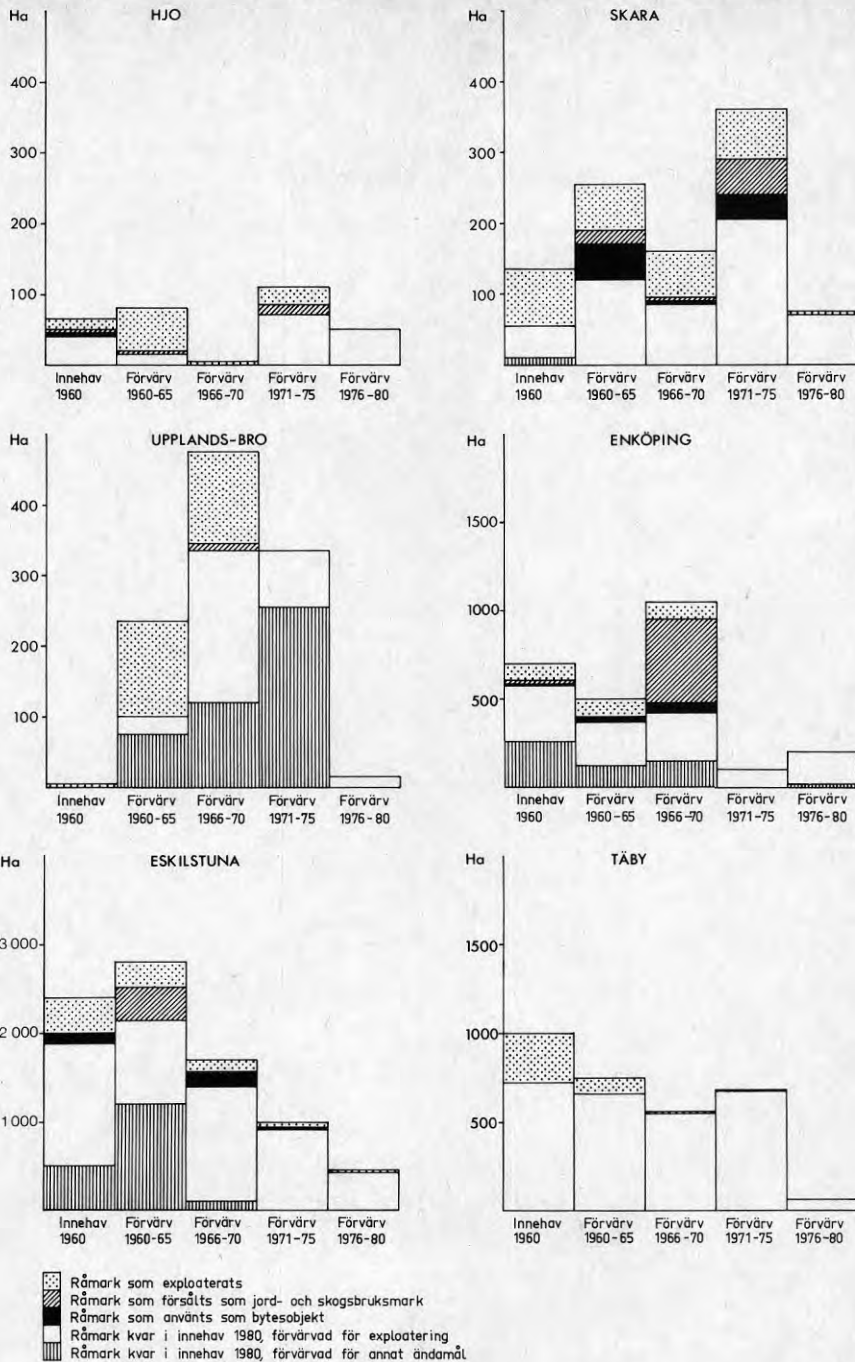 Ha HJO
400
300
200
100
Innehav Förvärv Förvärv Förvärv Förvärv
1960 1960-65 1966-70 1971-75 1976-80
Ha SKARA
400
300
200
100
Innehav Förvärv Förvärv Förvärv Förvärv
1960 1960-65 1966-70 1971-75 1976-80
Ha UPPLANDS-BRO
400
300
200
100
Innehav Förvärv Förvärv Förvärv Förvärv
1960 1960-65 1966-70 1971-75 1976-80
Ha ENKÖPING
1500
1000
500
Innehav Förvärv Förvärv Förvärv Förvärv
1960 1960-65 1966-70 1971-75 1976-80
Ha ESKILSTUNA
3 000
2 000
1 000
Innehav Förvärv Förvärv Förvärv Förvärv
1960 1960-65 1966-70 1971-75 1976-80
Ha TÄBY
1500
1000
500
Innehav Förvärv Förvärv Förvärv Förvärv
1960 1960-65 1966-70 1971-75 1976-80
Råmark som exploaterats
Råmark som försålts som jord- och skogsbruksmark
Råmark som använts som bytesobjekt
Råmark kvar i innehav 1980, förvärvad för exploatering
Råmark kvar i innehav 1980, förvärvad för annat ändamål